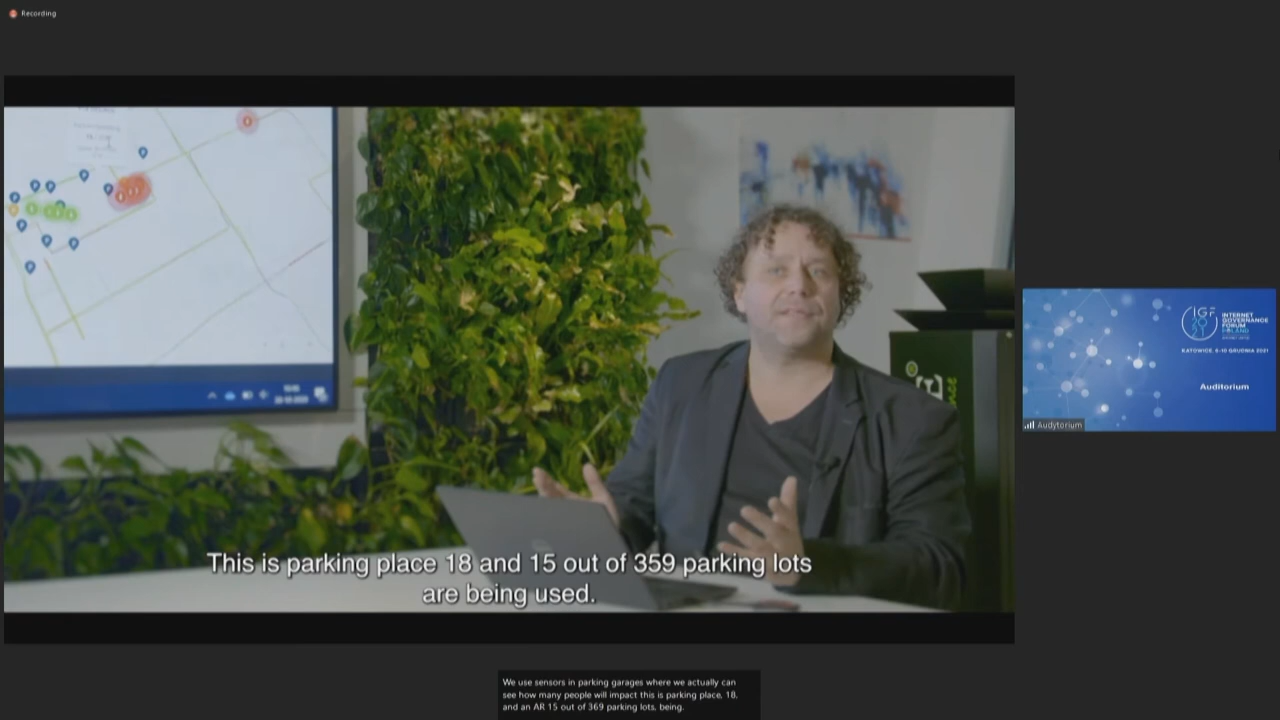 Recording
This is parking place 18 and 15 out of 359 parking lots
are being used.
IGF
2021
INTERNET
GOVERNANCE
FORUM
POLAND
KATOWICE, 6-10 GRUDNIA 2021
Auditorium
Audytorium
We use sensors in parking garages where we actually can
see how many people will impact this is parking place, 18,
and an AR 15 out of 369 parking lots, being.